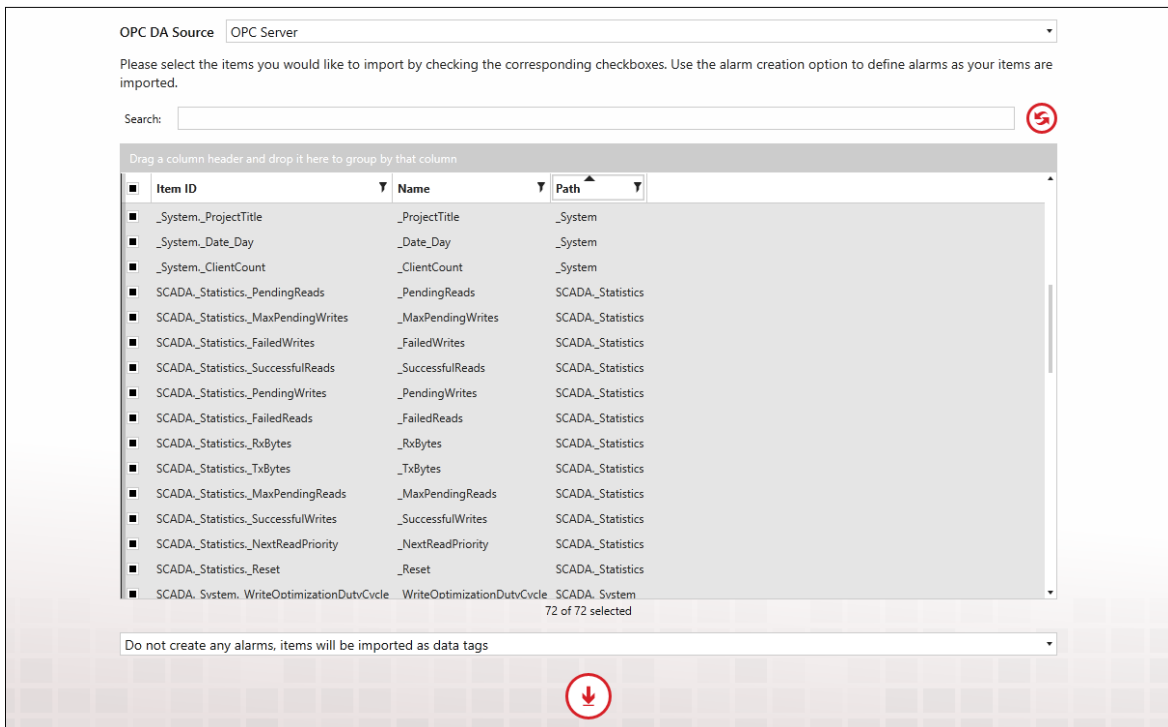 OPC DA Source OPC Server
Please select the items you would like to import by checking the corresponding checkboxes. Use the alarm creation option to define alarms as your items are
imported.
Search:
Drag a column header and drop it here to group by that column
Item ID Name Path
_System._ProjectTitle _ProjectTitle _System
_System._Date_Day _Date_Day _System
_System._ClientCount _ClientCount _System
SCADA._Statistics._PendingReads _PendingReads SCADA._Statistics
SCADA._Statistics._MaxPendingWrites _MaxPendingWrites SCADA._Statistics
SCADA._Statistics._FailedWrites _FailedWrites SCADA._Statistics
SCADA._Statistics._SuccessfulReads _SuccessfulReads SCADA._Statistics
SCADA._Statistics._PendingWrites _PendingWrites SCADA._Statistics
SCADA._Statistics._FailedReads _FailedReads SCADA._Statistics
SCADA._Statistics._RxBytes _RxBytes SCADA._Statistics
SCADA._Statistics._TxBytes _TxBytes SCADA._Statistics
SCADA._Statistics._MaxPendingReads _MaxPendingReads SCADA._Statistics
SCADA._Statistics._SuccessfulWrites _SuccessfulWrites SCADA._Statistics
SCADA._Statistics._NextReadPriority _NextReadPriority SCADA._Statistics
SCADA._Statistics._Reset _Reset SCADA._Statistics
SCADA._System._WriteOptimizationDutyCycle _WriteOptimizationDutyCycle SCADA._System
72 of 72 selected
Do not create any alarms, items will be imported as data tags